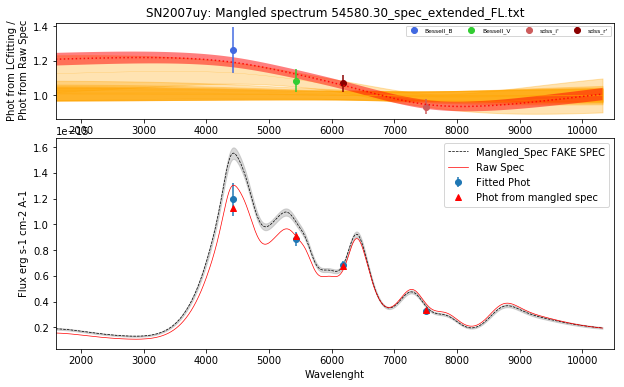 SN2007uy: Mangled spectrum 54580.30_spec_extended_FL.txt
Phot from LCfitting /
Phot from Raw Spec
1.4
1.2
1.0
Bessell_B
Bessell_V
sdss_i'
sdss_r'
2000 3000 4000 5000 6000 7000 8000 9000 10000
Flux erg s-1 cm-2 A-1
1.6
1.4
1.2
1.0
0.8
0.6
0.4
0.2
Mangled_Spec FAKE SPEC
Raw Spec
Fitted Phot
Phot from mangled spec
2000 3000 4000 5000 6000 7000 8000 9000 10000
Wavelenght